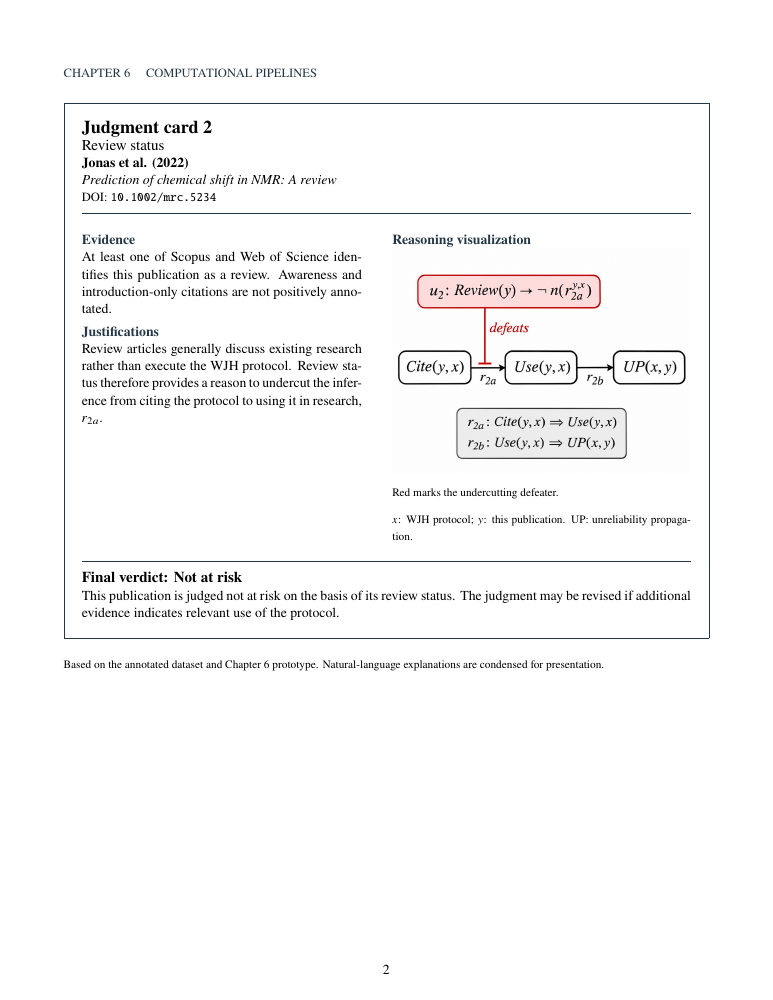 CHAPTER 6 COMPUTATIONAL PIPELINES
Judgment card 2
Review status
Jonas et al. (2022)
Prediction of chemical shift in NMR: A review
DOI: 10.1002/mrc.5234
Evidence
At least one of Scopus and Web of Science iden-
tifies this publication as a review. Awareness and
introduction-only citations are not positively anno-
tated.
Justifications
Review articles generally discuss existing research
rather than execute the WJH protocol. Review sta-
tus therefore provides a reason to undercut the infer-
ence from citing the protocol to using it in research,
r2a.
Reasoning visualization
u2: Review(y) → ¬ n(r2a^y,x)
defeats
Cite(y, x) r2a Use(y, x) r2b UP(x, y)
r2a: Cite(y, x) ⇒ Use(y, x)
r2b: Use(y, x) ⇒ UP(x, y)
Red marks the undercutting defeater.
x: WJH protocol; y: this publication. UP: unreliability propaga-
tion.
Final verdict: Not at risk
This publication is judged not at risk on the basis of its review status. The judgment may be revised if additional
evidence indicates relevant use of the protocol.
Based on the annotated dataset and Chapter 6 prototype. Natural-language explanations are condensed for presentation.
2